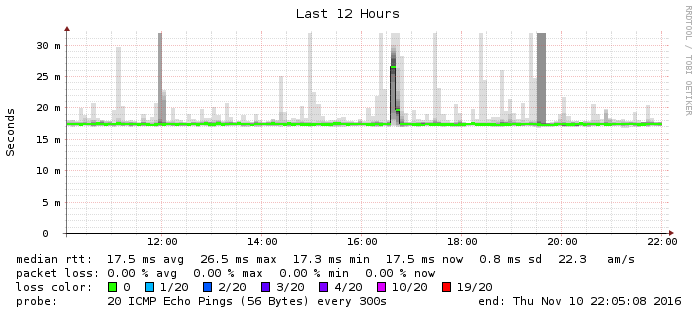 Last 12 Hours
RRDTOOL / TOBI OETIKER
Seconds
30 m
25 m
20 m
15 m
10 m
5 m
0
12:00 14:00 16:00 18:00 20:00 22:00
median rtt: 17.5 ms avg 26.5 ms max 17.3 ms min 17.5 ms now 0.8 ms sd 22.3 am/s
packet loss: 0.00 % avg 0.00 % max 0.00 % min 0.00 % now
loss color: 0 1/20 2/20 3/20 4/20 10/20 19/20
probe: 20 ICMP Echo Pings (56 Bytes) every 300s end: Thu Nov 10 22:05:08 2016